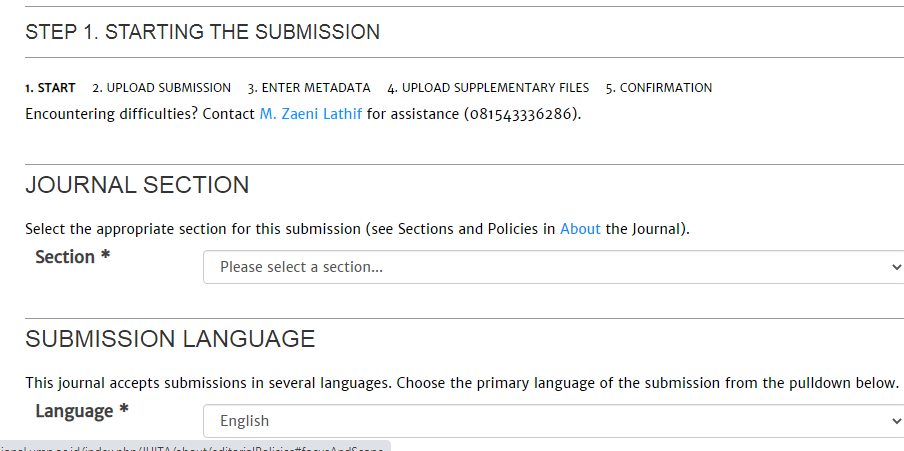 STEP 1. STARTING THE SUBMISSION
1. START 2. UPLOAD SUBMISSION 3. ENTER METADATA 4. UPLOAD SUPPLEMENTARY FILES 5. CONFIRMATION
Encountering difficulties? Contact M. Zaeni Lathif for assistance (081543336286).
JOURNAL SECTION
Select the appropriate section for this submission (see Sections and Policies in About the Journal).
Section *
Please select a section...
SUBMISSION LANGUAGE
This journal accepts submissions in several languages. Choose the primary language of the submission from the pulldown below.
Language *
English